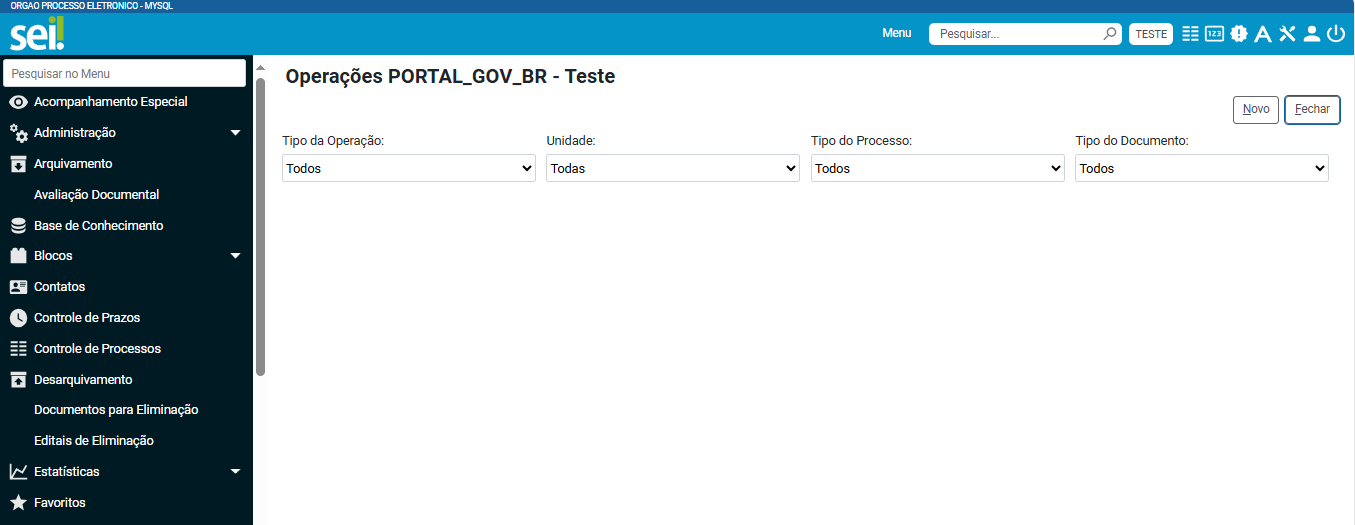 ORGAO PROCESSO ELETRONICO - MYSQL
sei!
Menu
Pesquisar...
TESTE
123
Pesquisar no Menu
Acompanhamento Especial
Administração
Arquivamento
Avaliação Documental
Base de Conhecimento
Blocos
Contatos
Controle de Prazos
Controle de Processos
Desarquivamento
Documentos para Eliminação
Editais de Eliminação
Estatísticas
Favoritos
Operações PORTAL_GOV_BR - Teste
Novo
Fechar
Tipo da Operação:
Unidade:
Tipo do Processo:
Tipo do Documento:
Todos
Todas
Todos
Todos